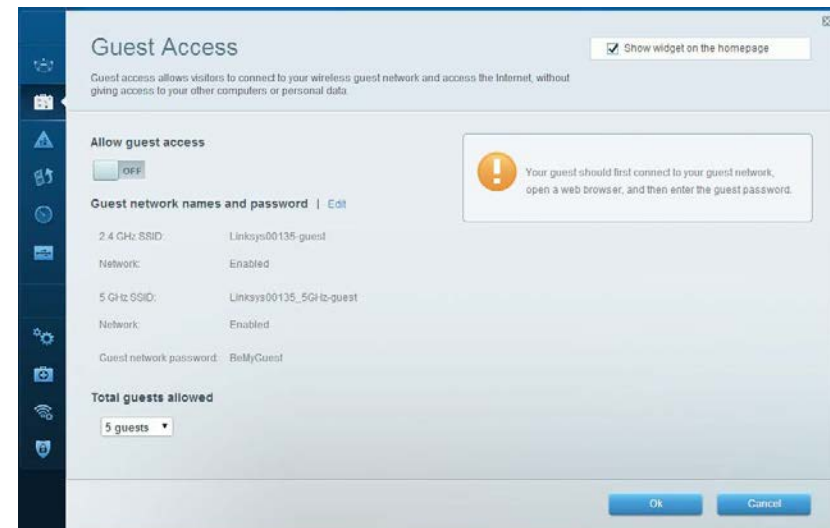 Guest Access
Show widget on the homepage
Guest access allows visitors to connect to your wireless guest network and access the Internet, without
giving access to your other computers or personal data.
Allow guest access
OFF
Your guest should first connect to your guest network,
open a web browser, and then enter the guest password.
Guest network names and password | Edit
2.4 GHz SSID: Linksys00135-guest
Network: Enabled
5 GHz SSID: Linksys00135_5GHz-guest
Network: Enabled
Guest network password: BeMyGuest
Total guests allowed
5 guests
Ok Cancel